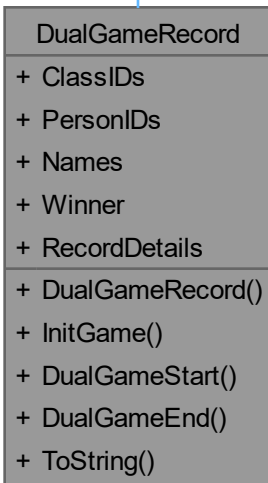 DualGameRecord
+ ClassIDs
+ PersonIDs
+ Names
+ Winner
+ RecordDetails
+ DualGameRecord()
+ InitGame()
+ DualGameStart()
+ DualGameEnd()
+ ToString()